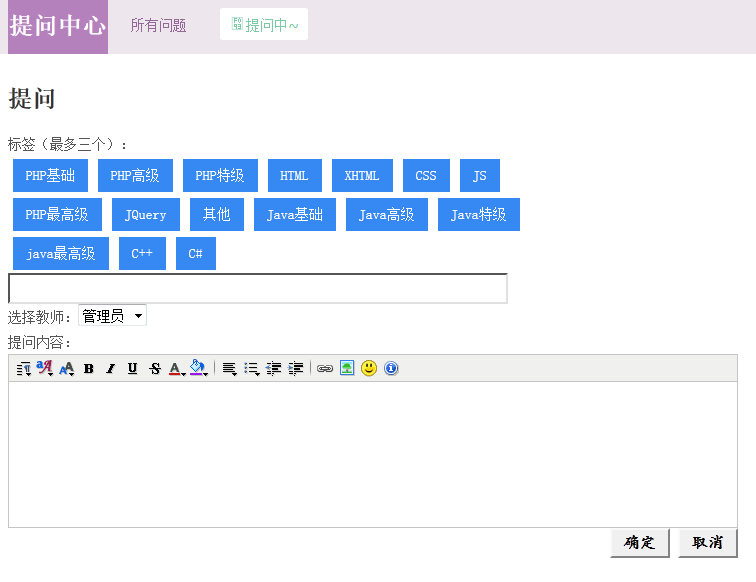 提问中心 所有问题 提问中~
提问
标签（最多三个）：
PHP基础 PHP高级 PHP特级 HTML XHTML CSS JS
PHP最高级 JQuery 其他 Java基础 Java高级 Java特级
java最高级 C++ C#
选择教师： 管理员
提问内容：
确定 取消